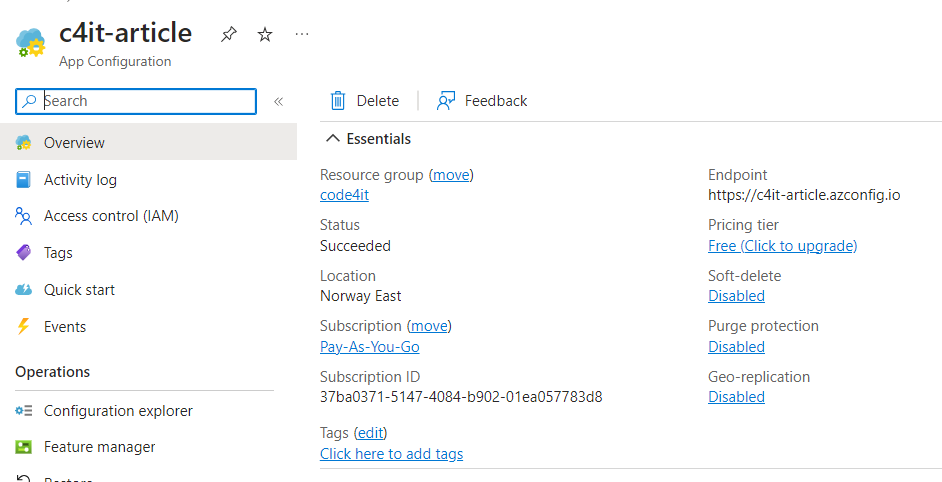 c4it-article
App Configuration
Search
Overview
Activity log
Access control (IAM)
Tags
Quick start
Events
Operations
Configuration explorer
Feature manager
Restore
Delete
Feedback
Essentials
Resource group (move)
code4it
Status
Succeeded
Location
Norway East
Subscription (move)
Pay-As-You-Go
Subscription ID
37ba0371-5147-4084-b902-01ea057783d8
Tags (edit)
Click here to add tags
Endpoint
https://c4it-article.azconfig.io
Pricing tier
Free (Click to upgrade)
Soft-delete
Disabled
Purge protection
Disabled
Geo-replication
Disabled